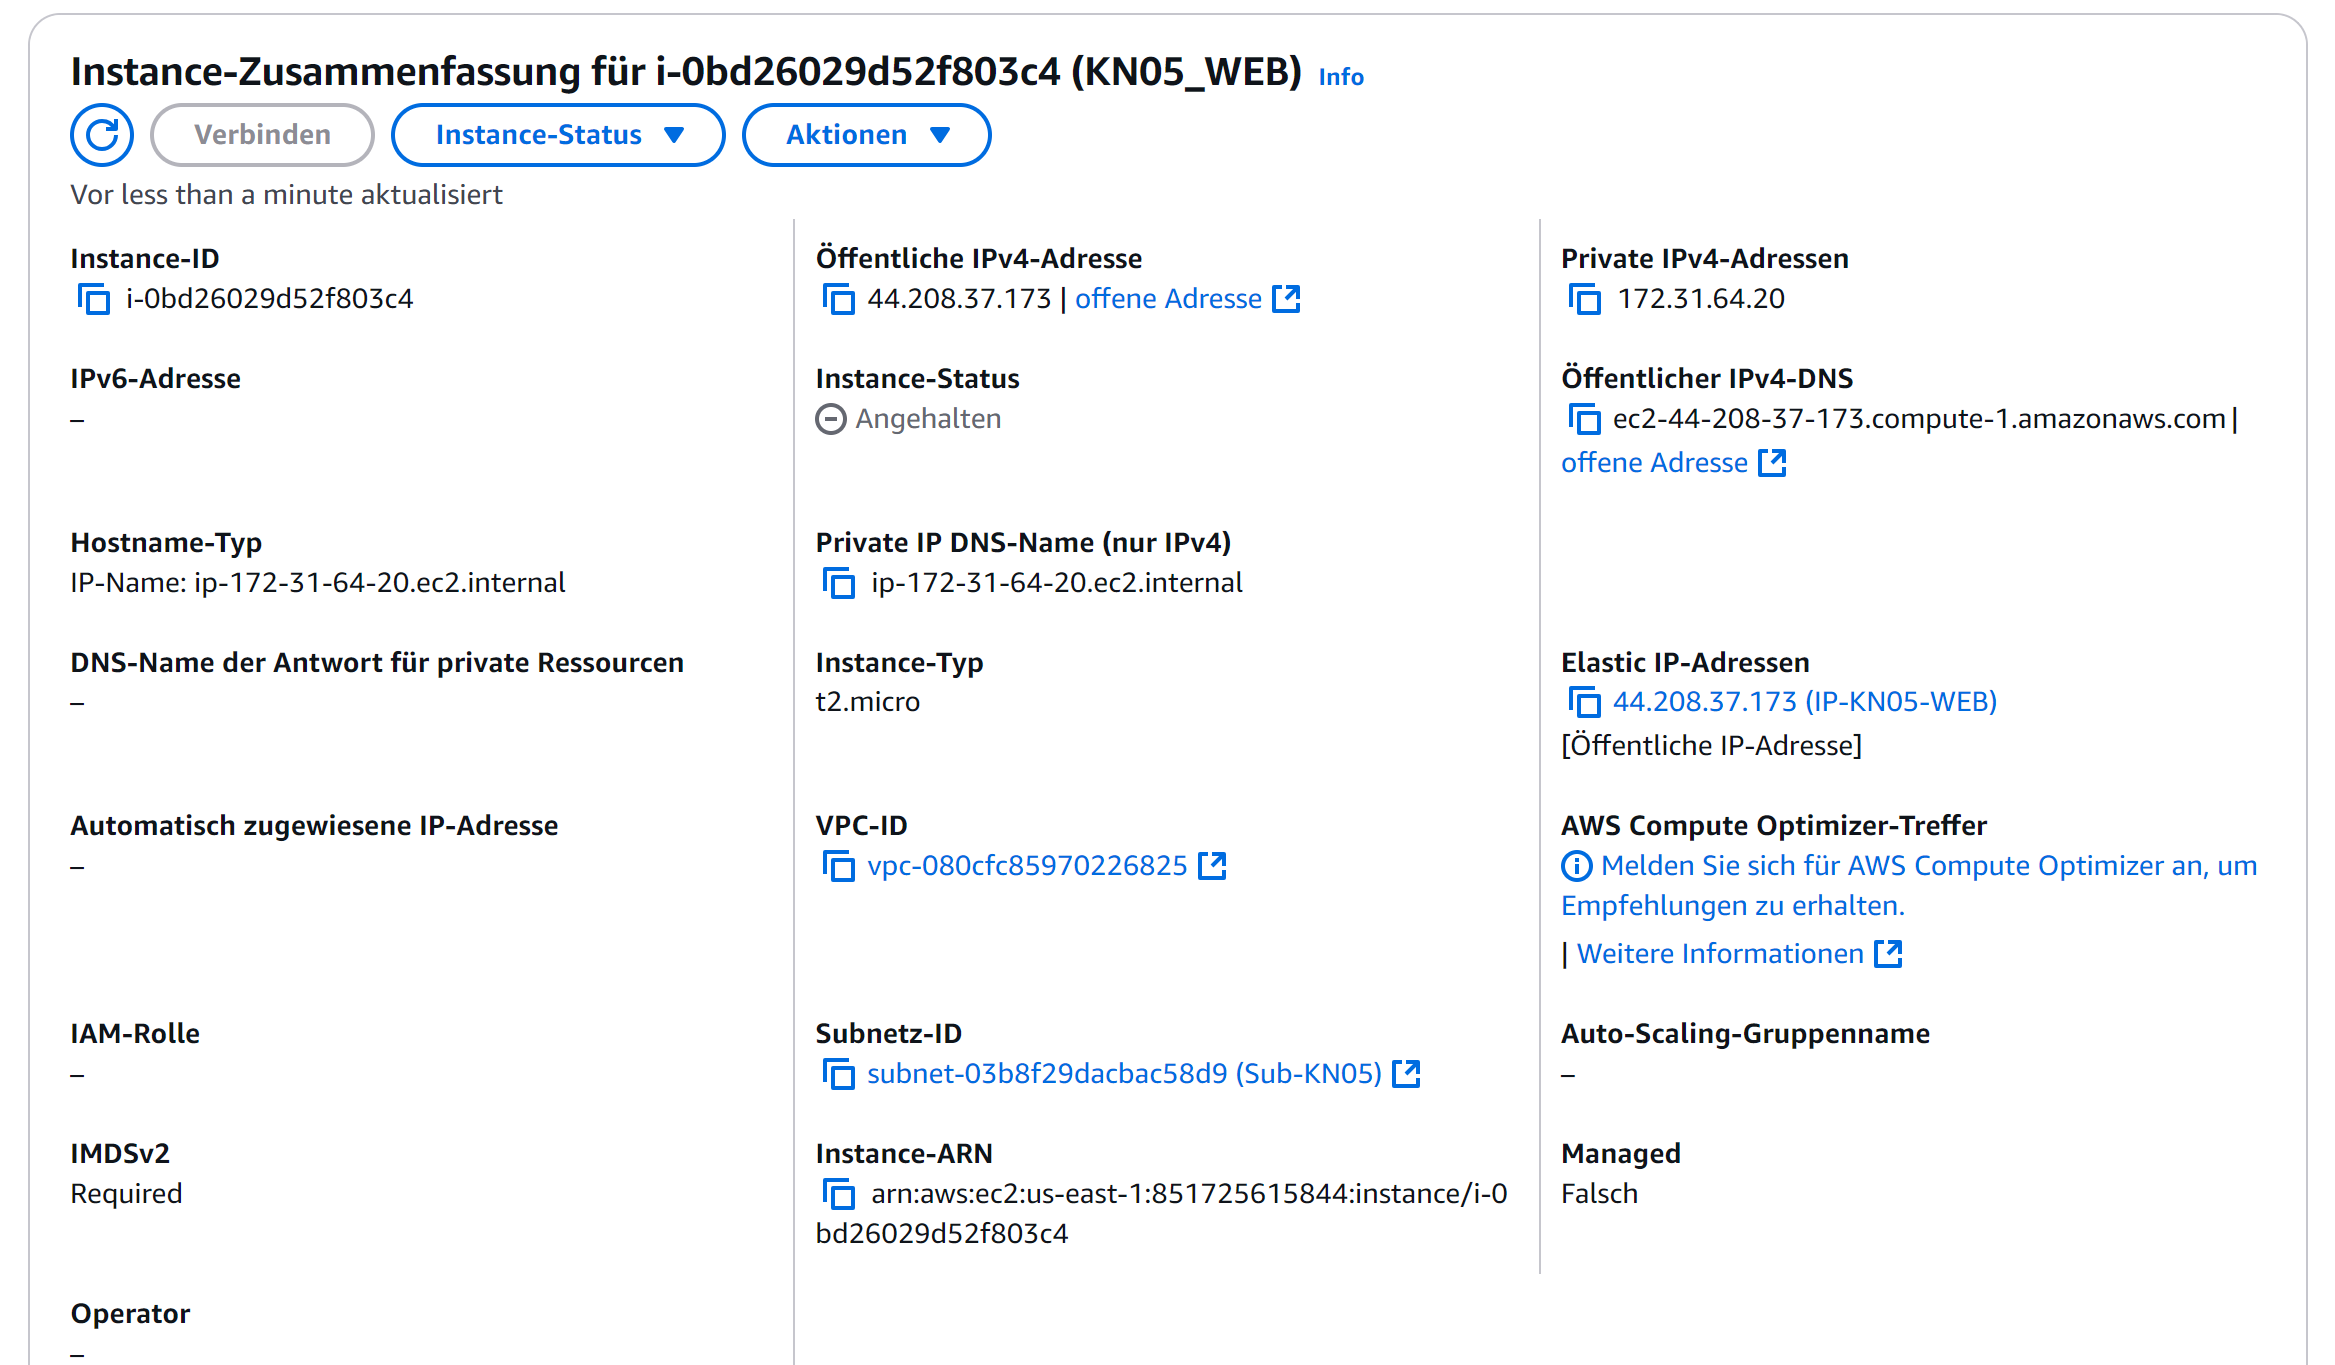 Instance-Zusammenfassung für i-0bd26029d52f803c4 (KN05_WEB) Info
Verbinden Instance-Status Aktionen
Vor less than a minute aktualisiert
Instance-ID
i-0bd26029d52f803c4
Öffentliche IPv4-Adresse
44.208.37.173 | offene Adresse
Private IPv4-Adressen
172.31.64.20
IPv6-Adresse
–
Instance-Status
Angehalten
Öffentlicher IPv4-DNS
ec2-44-208-37-173.compute-1.amazonaws.com |
offene Adresse
Hostname-Typ
IP-Name: ip-172-31-64-20.ec2.internal
Private IP DNS-Name (nur IPv4)
ip-172-31-64-20.ec2.internal
DNS-Name der Antwort für private Ressourcen
–
Instance-Typ
t2.micro
Elastic IP-Adressen
44.208.37.173 (IP-KN05-WEB)
[Öffentliche IP-Adresse]
Automatisch zugewiesene IP-Adresse
–
VPC-ID
vpc-080cfc85970226825
AWS Compute Optimizer-Treffer
Melden Sie sich für AWS Compute Optimizer an, um
Empfehlungen zu erhalten.
| Weitere Informationen
IAM-Rolle
–
Subnetz-ID
subnet-03b8f29dacbac58d9 (Sub-KN05)
Auto-Scaling-Gruppenname
–
IMDSv2
Required
Instance-ARN
arn:aws:ec2:us-east-1:851725615844:instance/i-0
bd26029d52f803c4
Managed
Falsch
Operator
–